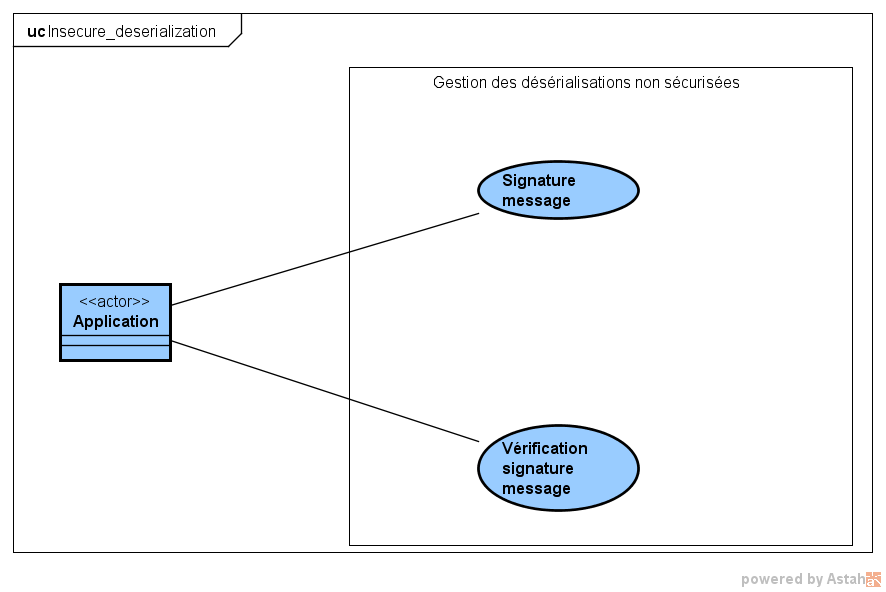 uc Insecure_deserialization
Gestion des désérialisations non sécurisées
Signature
message
<<actor>>
Application
Vérification
signature
message
powered by Astah